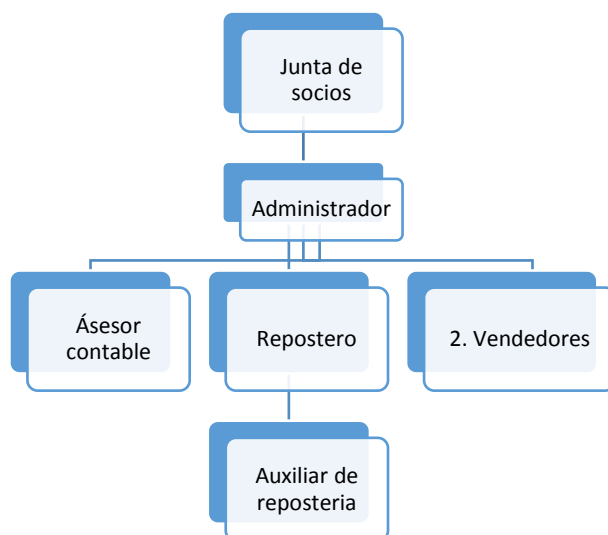 Junta de
socios
Administrador
Ásesor
contable
Repostero
2. Vendedores
Auxiliar de
reposteria